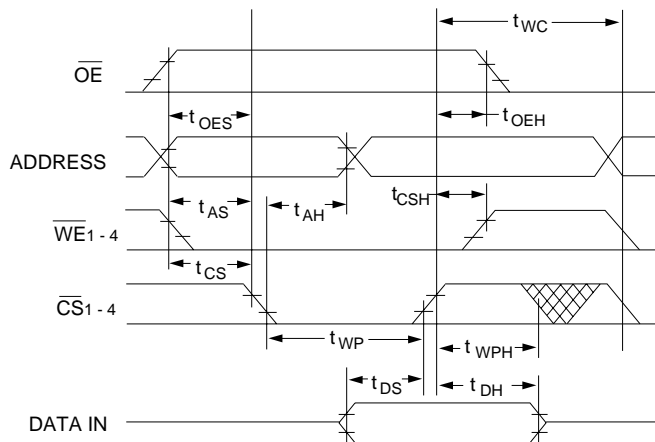 tWC
OE
tOES
tOEH
ADDRESS
tAS
tAH
tCSH
WE1 - 4
tCS
CS1 - 4
tWP
tWPH
tDS
tDH
DATA IN